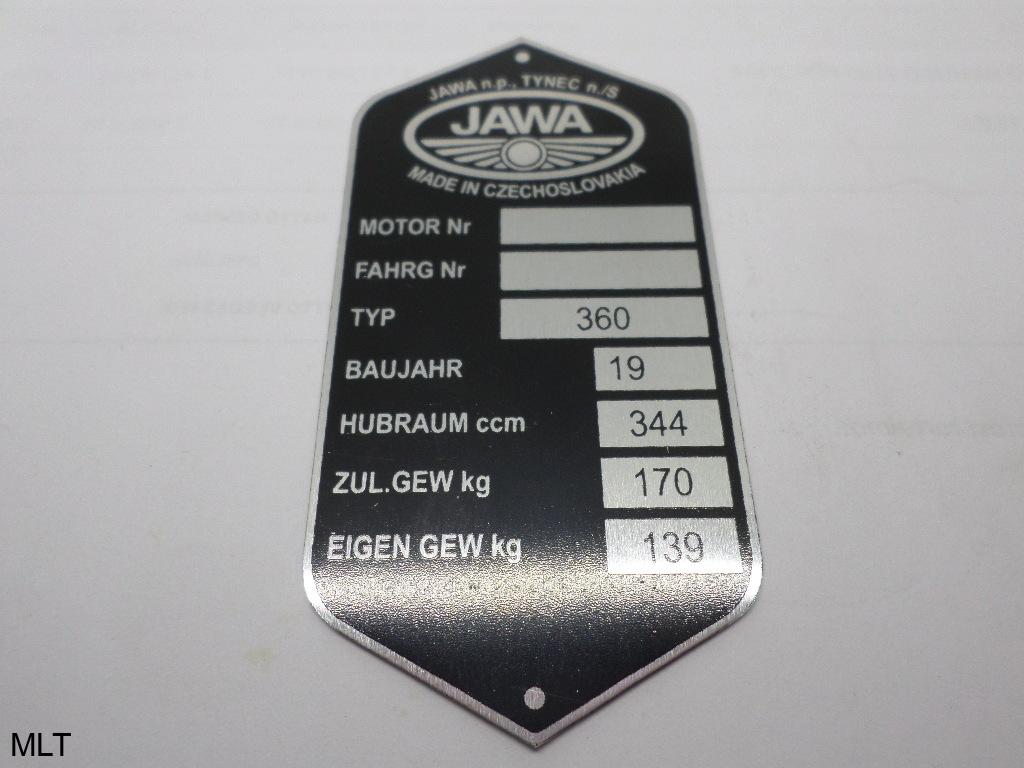 JAWA n.p., TYNEC n./S
JAWA
MADE IN CZECHOSLOVAKIA
MOTOR Nr
FAHRG Nr
TYP 360
BAUJAHR 19
HUBRAUM ccm 344
ZUL.GEW kg 170
EIGEN GEW kg 139
MLT